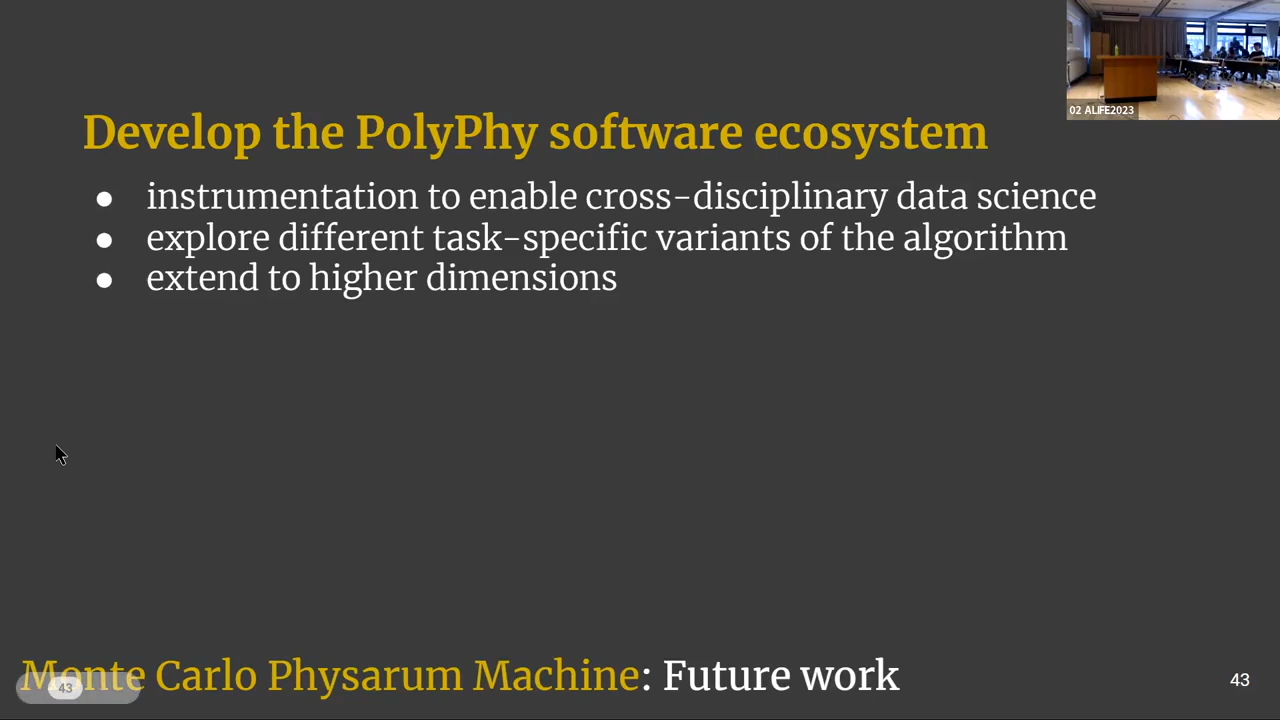 02 ALIFE2023
Develop the PolyPhy software ecosystem
● instrumentation to enable cross-disciplinary data science
● explore different task-specific variants of the algorithm
● extend to higher dimensions
Monte Carlo Physarum Machine: Future work
43
43